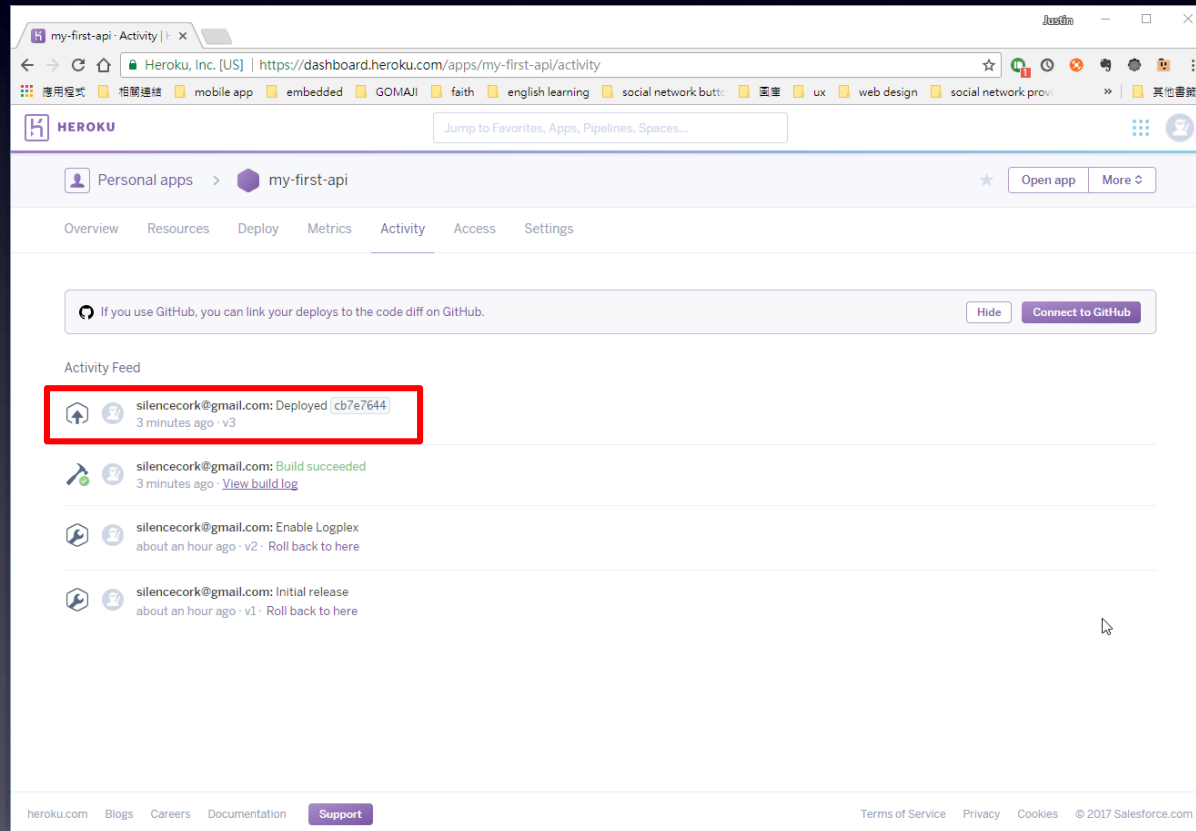 Justin
my-first-api · Activity | H
Heroku, Inc. [US] | https://dashboard.heroku.com/apps/my-first-api/activity
1
應用程式 相關連結 mobile app embedded GOMAJI faith english learning social network butto 圖庫 ux web design social network provi » 其他書籤
HEROKU Jump to Favorites, Apps, Pipelines, Spaces...
Personal apps > my-first-api Open app More
Overview Resources Deploy Metrics Activity Access Settings
If you use GitHub, you can link your deploys to the code diff on GitHub. Hide Connect to GitHub
Activity Feed
silencecork@gmail.com: Deployed cb7e7644
3 minutes ago · v3
silencecork@gmail.com: Build succeeded
3 minutes ago · View build log
silencecork@gmail.com: Enable Logplex
about an hour ago · v2 · Roll back to here
silencecork@gmail.com: Initial release
about an hour ago · v1 · Roll back to here
heroku.com Blogs Careers Documentation Support Terms of Service Privacy Cookies © 2017 Salesforce.com